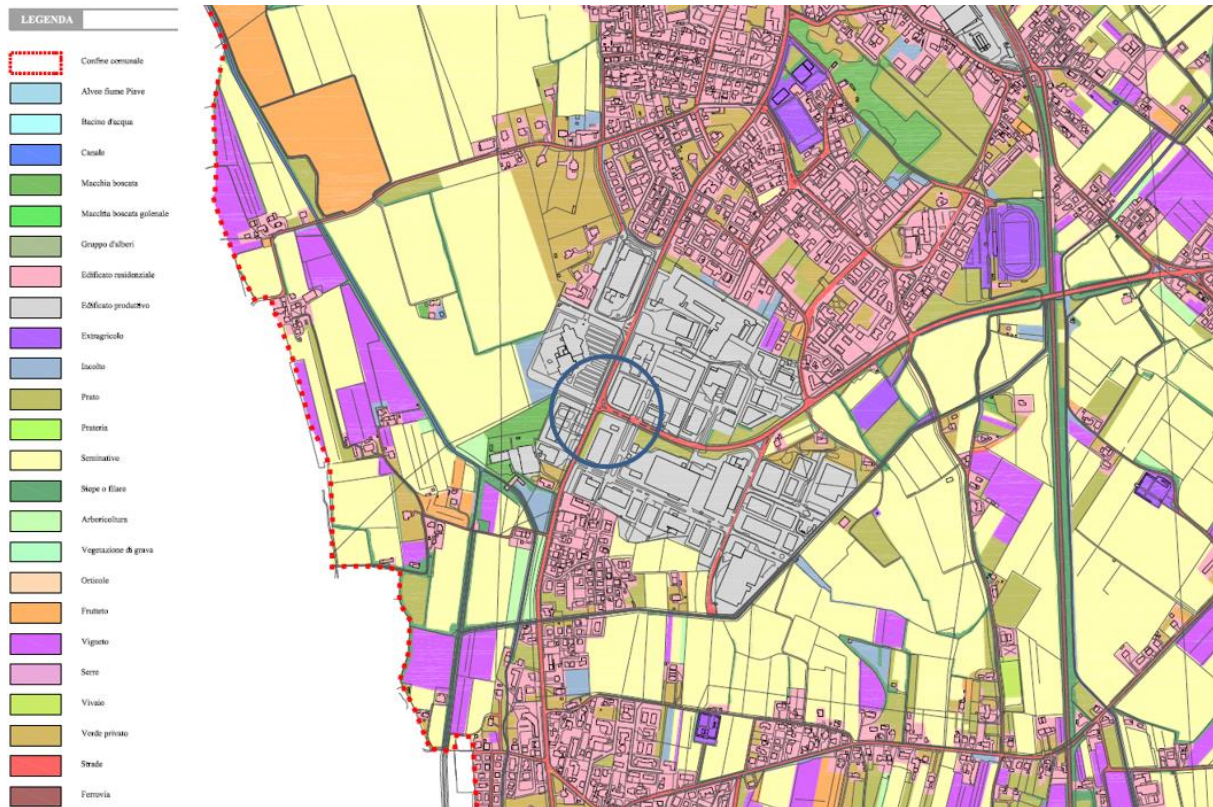 LEGENDA
Confine comunale
Alveo fiume Piave
Bacino d'acqua
Canale
Macchia boscata
Macchia boscata golenale
Gruppo d'alberi
Edificato residenziale
Edificato produttivo
Extragricolo
Incolto
Prato
Prateria
Seminativo
Siepe o filare
Arboricoltura
Vegetazione di grava
Orticole
Frutteto
Vigneto
Serre
Vivaio
Verde privato
Strade
Ferrovia